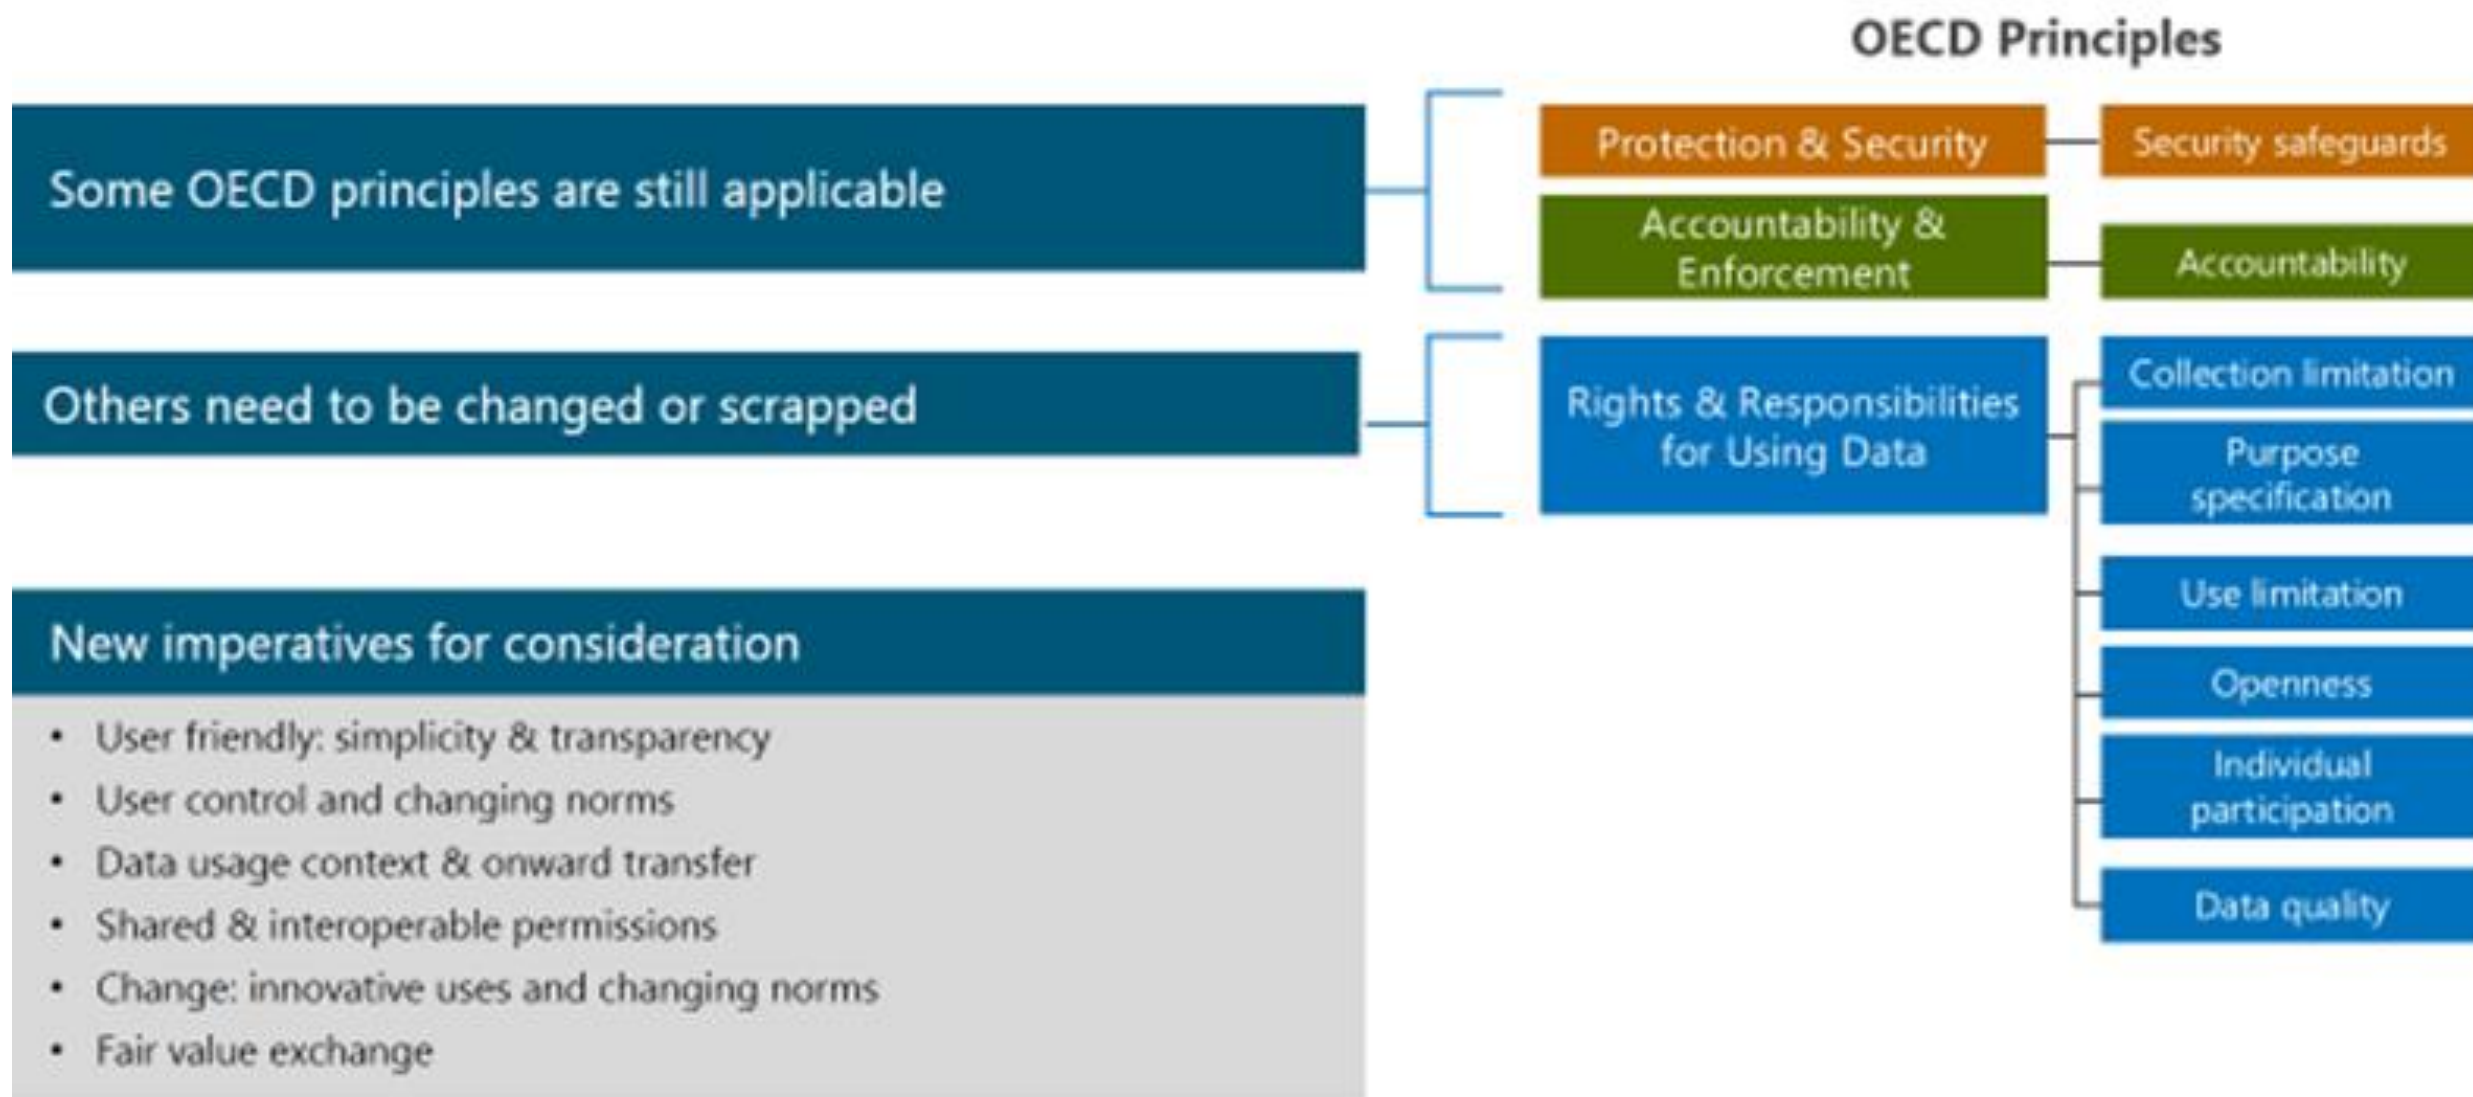 OECD Principles
Some OECD principles are still applicable
Protection & Security
Security safeguards
Accountability &
Enforcement
Accountability
Others need to be changed or scrapped
Rights & Responsibilities
for Using Data
Collection limitation
Purpose
specification
Use limitation
Openness
Individual
participation
Data quality
New imperatives for consideration
• User friendly: simplicity & transparency
• User control and changing norms
• Data usage context & onward transfer
• Shared & interoperable permissions
• Change: innovative uses and changing norms
• Fair value exchange